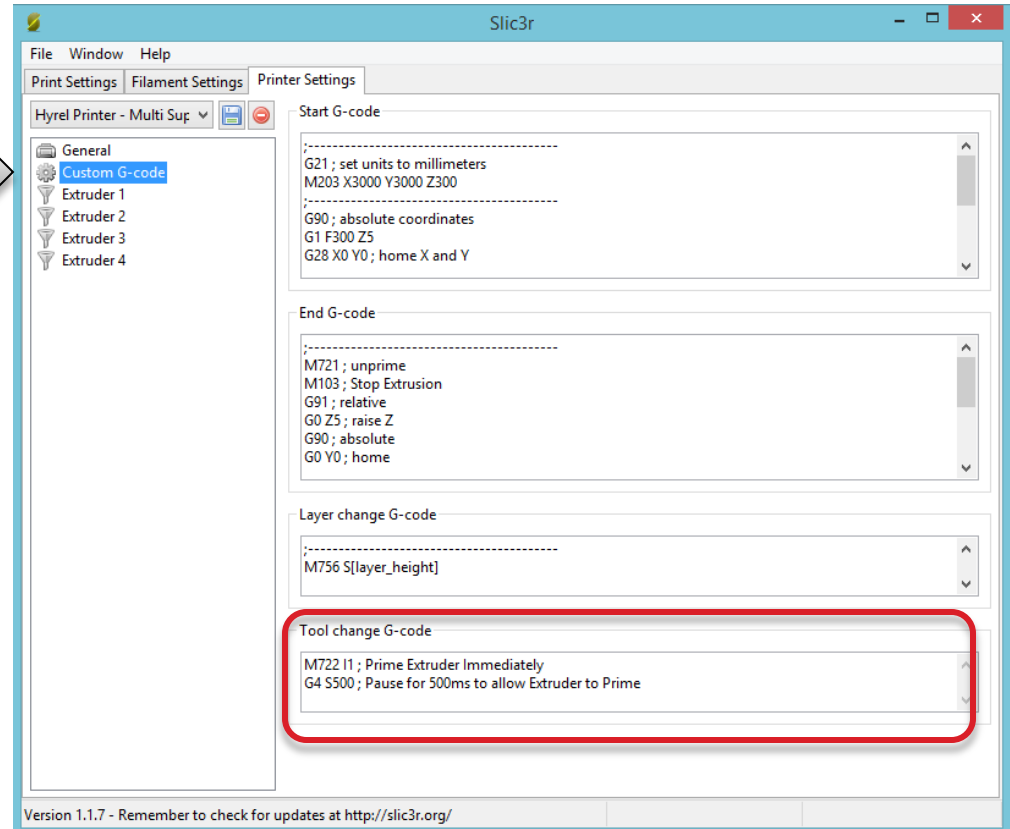 Slic3r
File Window Help
Print Settings Filament Settings Printer Settings
Hyrel Printer - Multi Sup
General
Custom G-code
Extruder 1
Extruder 2
Extruder 3
Extruder 4
Start G-code
;-----------------------------------------
G21 ; set units to millimeters
M203 X3000 Y3000 Z300
;-----------------------------------------
G90 ; absolute coordinates
G1 F300 Z5
G28 X0 Y0 ; home X and Y
End G-code
;-----------------------------------------
M721 ; unprime
M103 ; Stop Extrusion
G91 ; relative
G0 Z5 ; raise Z
G90 ; absolute
G0 Y0 ; home
Layer change G-code
;-----------------------------------------
M756 S[layer_height]
Tool change G-code
M722 I1 ; Prime Extruder Immediately
G4 S500 ; Pause for 500ms to allow Extruder to Prime
Version 1.1.7 - Remember to check for updates at http://slic3r.org/